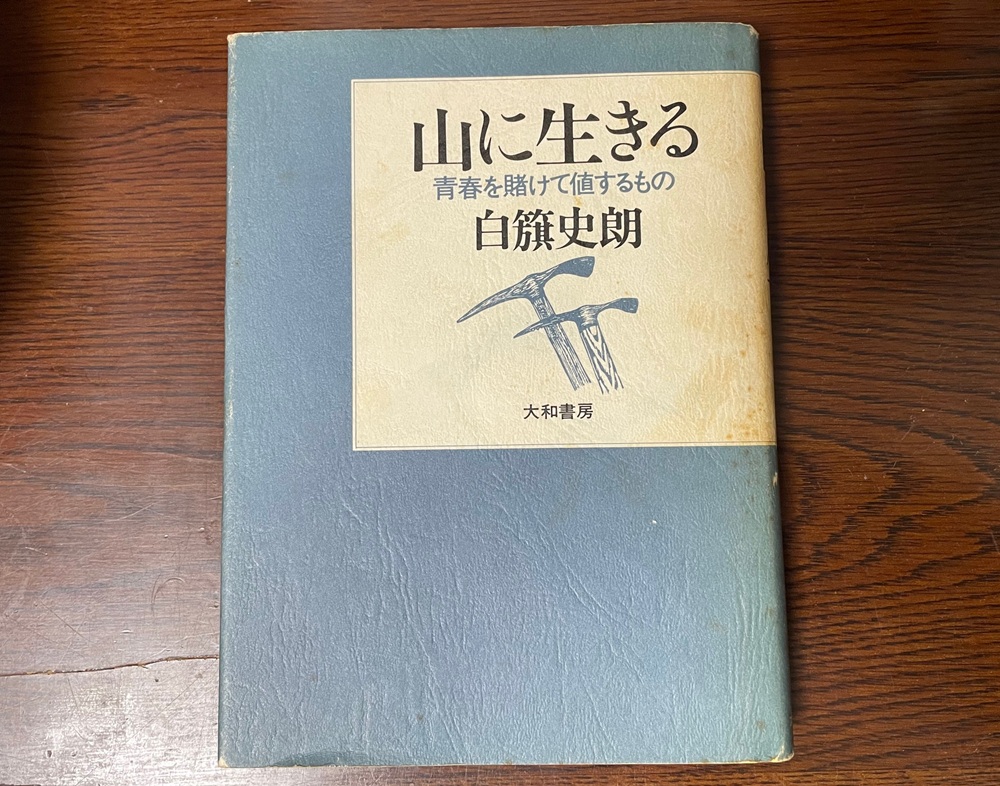 山に生きる
青春を賭けて値するもの
白籏史朗
大和書房